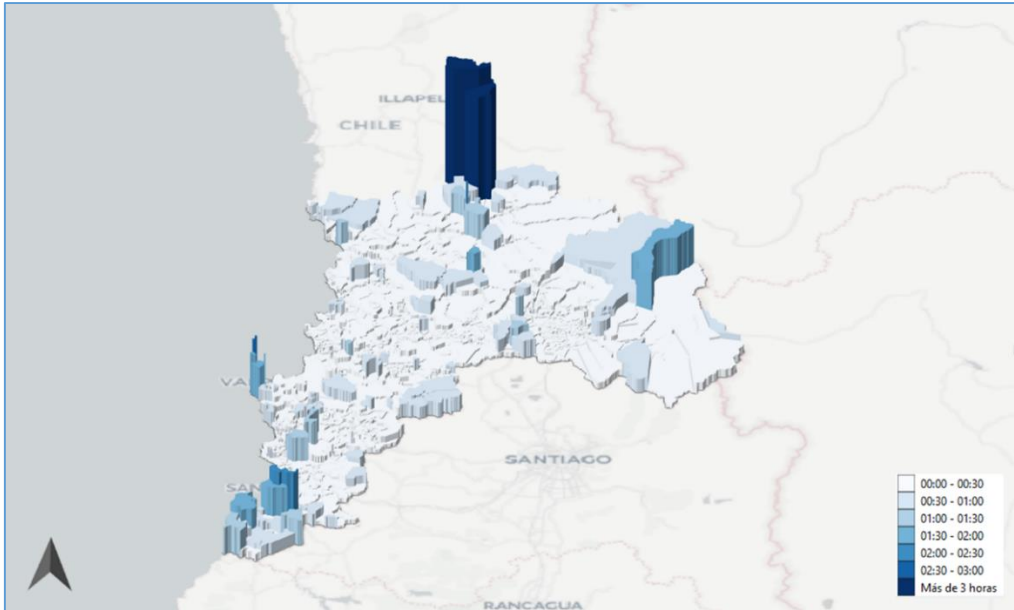 ILLAPEL
CHILE
VA
SAN
SANTIAGO
RANCAGUA
00:00 - 00:30
00:30 - 01:00
01:00 - 01:30
01:30 - 02:00
02:00 - 02:30
02:30 - 03:00
Más de 3 horas